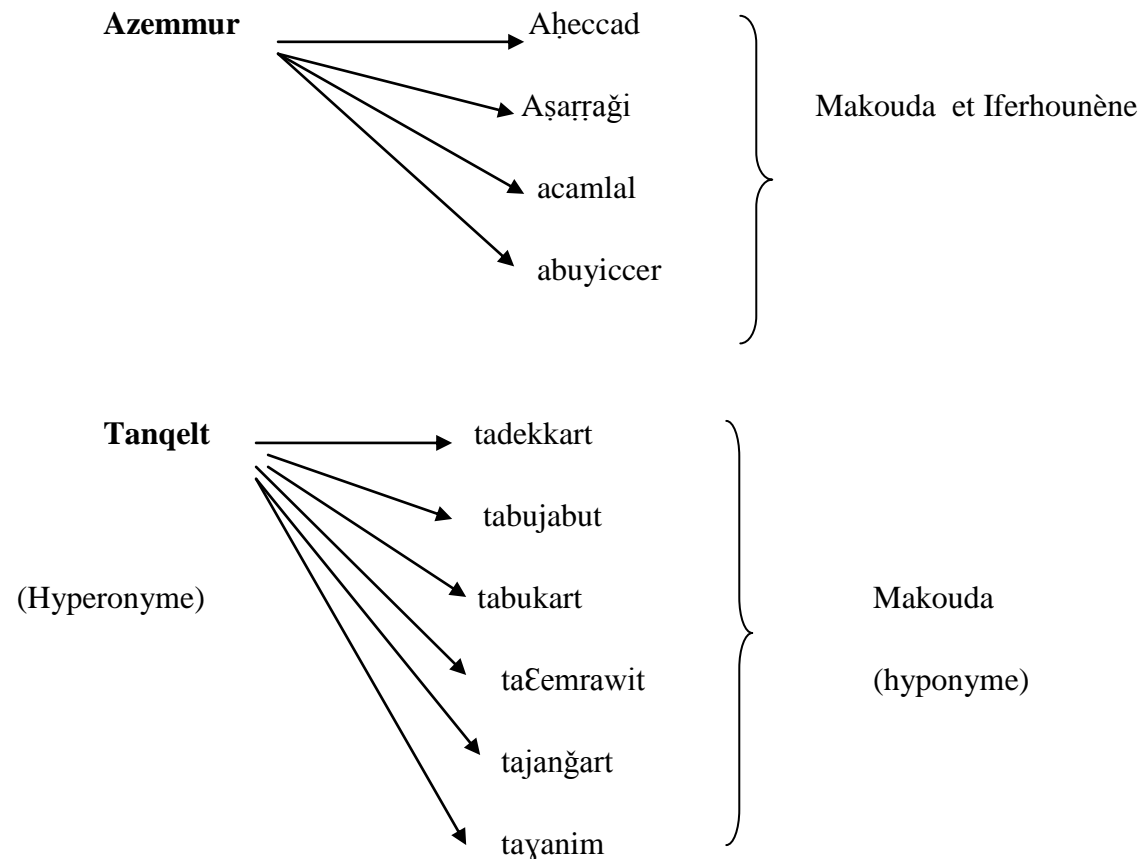 Azemmur Aḥeccad
Aṣaṛṛaği Makouda et Iferhounène
acamlal
abuyiccer
Tanqelt tadekkart
tabujabut
(Hyperonyme) tabukart Makouda
taƐemrawit (hyponyme)
tajanğart
taɣanim